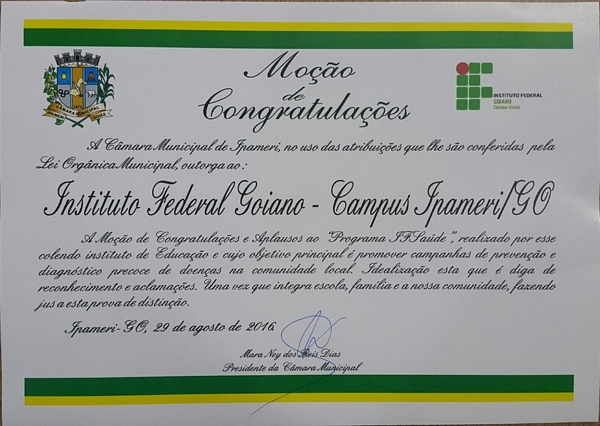 Moção
de
Congratulações
INSTITUTO FEDERAL
GOIANO
CÂMARA MUNICIPAL
GOIÁS
A Câmara Municipal de Ipameri, no uso das atribuições que lhe são conferidas pela
Lei Orgânica Municipal, outorga ao:
Instituto Federal Goiano - Campus Ipameri/GO
A Moção de Congratulações e Aplausos ao "Programa IFSaúde", realizado por esse
colendo instituto de Educação e cujo objetivo principal é promover campanhas de prevenção e
diagnóstico precoce de doenças na comunidade local. Idealização esta que é diga de
reconhecimento e aclamações. Uma vez que integra escola, família e a nossa comunidade, fazendo
jus a esta prova de distinção.
Ipameri-GO, 29 de agosto de 2016
Mara Ney dos Reis Dias
Presidente da Câmara Municipal